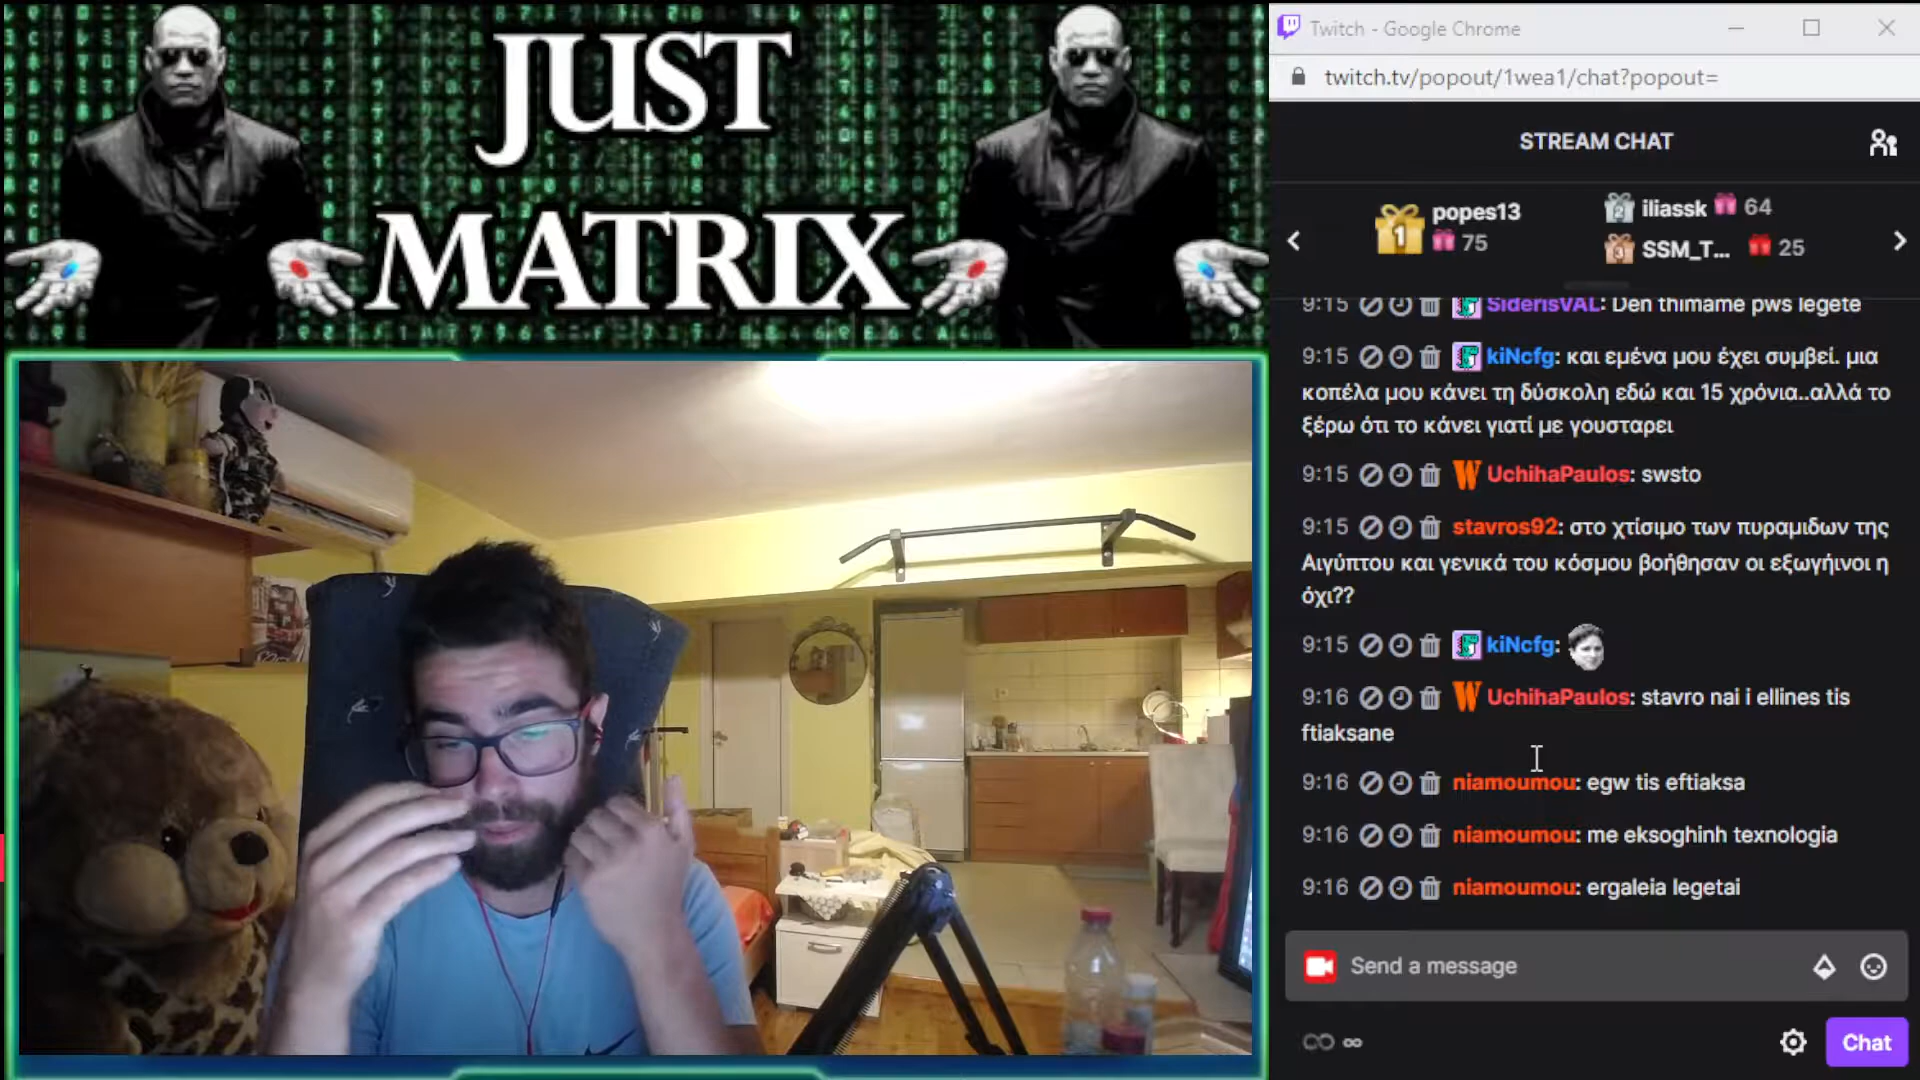 JUST
MATRIX
Twitch - Google Chrome
twitch.tv/popout/1wea1/chat?popout=
STREAM CHAT
1 popes13
75
2 iliassk 64
3 SSM_T... 25
9:15 SiderisVAL: Den thimame pws legete
9:15 kiNcfg: και εμένα μου έχει συμβεί. μια
κοπέλα μου κάνει τη δύσκολη εδώ και 15 χρόνια..αλλά το
ξέρω ότι το κάνει γιατί με γουσταρει
9:15 UchihaPaulos: swsto
9:15 stavros92: στο χτίσιμο των πυραμιδων της
Αιγύπτου και γενικά του κόσμου βοήθησαν οι εξωγήινοι η
όχι??
9:15 kiNcfg:
9:16 UchihaPaulos: stavro nai i ellines tis
ftiaksane
9:16 niamoumou: egw tis eftiaksa
9:16 niamoumou: me eksoghinh texnologia
9:16 niamoumou: ergaleia legetai
Send a message
Chat